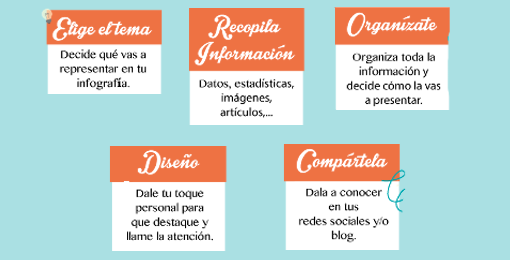 Elige el tema
Decide qué vas a
representar en tu
infografía.
Recopila
Información
Datos, estadísticas,
imágenes,
artículos,...
Organízate
Organiza toda la
información y
decide cómo la vas
a presentar.
Diseño
Dale tu toque
personal para
que destaque y
llame la atención.
Compártela
Dala a conocer
en tus
redes sociales y/o
blog.